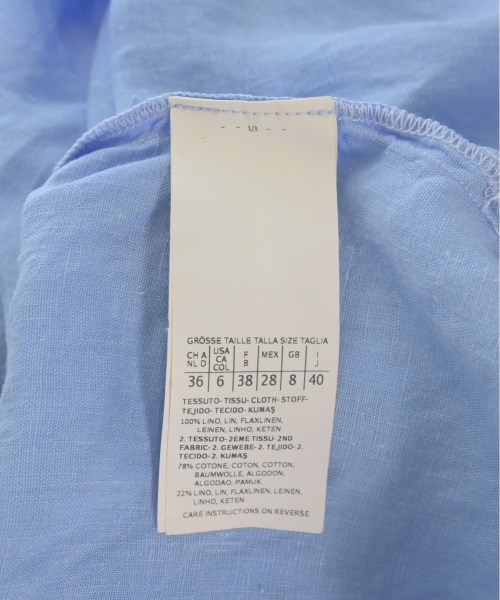 - - 1/3 - -
GRÖSSE TAILLE TALLA SIZE TAGLIA
CH A NL D USA CA COL F B MEX GB I J
36 6 38 28 8 40
TESSUTO-TISSU-CLOTH-STOFF-
TEJIDO-TECIDO-KUMAŞ
100% LINO, LIN, FLAXLINEN,
LEINEN, LINHO, KETEN
2. TESSUTO-2EME TISSU-2ND
FABRIC-2. GEWEBE-2. TEJIDO-2.
TECIDO-2. KUMAŞ
78% COTONE, COTON, COTTON,
BAUMWOLLE, ALGODON,
ALGODAO, PAMUK
22% LINO, LIN, FLAXLINEN, LEINEN,
LINHO, KETEN
CARE INSTRUCTIONS ON REVERSE